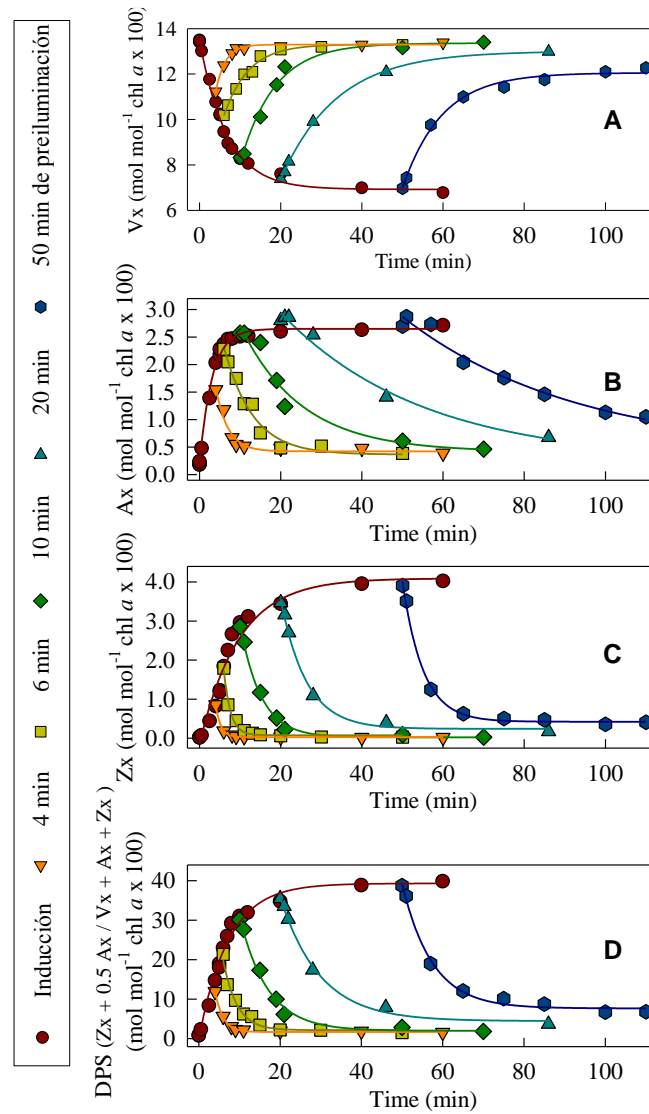 Inducción
4 min
6 min
10 min
20 min
50 min de preiluminación
Vx (mol mol⁻¹ chl a x 100)
14
12
10
8
6
A
0 20 40 60 80 100
Time (min)
Ax (mol mol⁻¹ chl a x 100)
3.0
2.5
2.0
1.5
1.0
0.5
0.0
B
0 20 40 60 80 100
Time (min)
Zx (mol mol⁻¹ chl a x 100)
4.0
3.0
2.0
1.0
0.0
C
0 20 40 60 80 100
Time (min)
DPS (Zx + 0.5 Ax / Vx + Ax + Zx )
(mol mol⁻¹ chl a x 100)
40
30
20
10
0
D
0 20 40 60 80 100
Time (min)